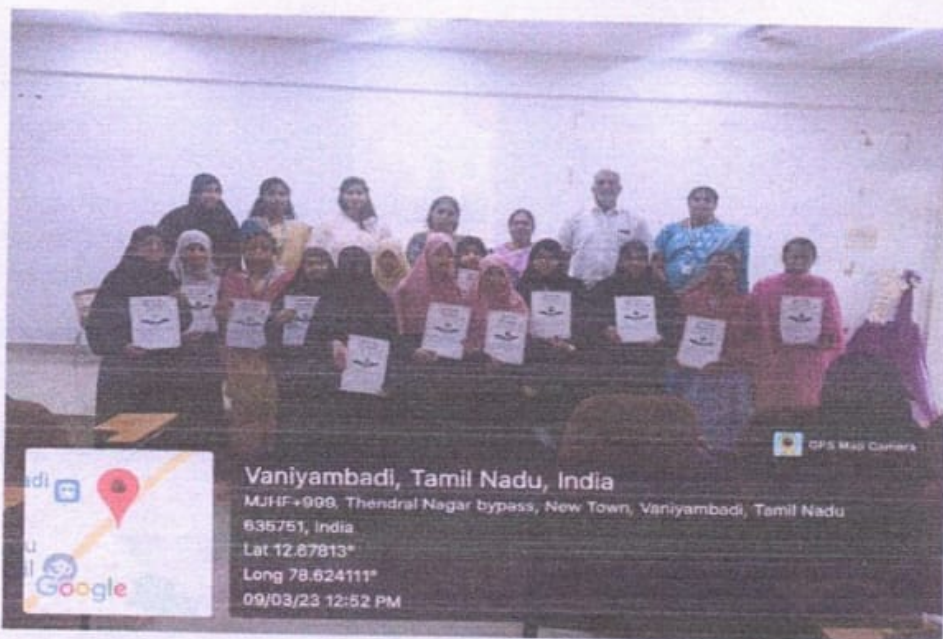 GPS Map Camera
Vaniyambadi, Tamil Nadu, India
MJHF+999, Thendral Nagar bypass, New Town, Vaniyambadi, Tamil Nadu
635751, India
Lat 12.67813°
Long 78.624111°
09/03/23 12:52 PM
Google